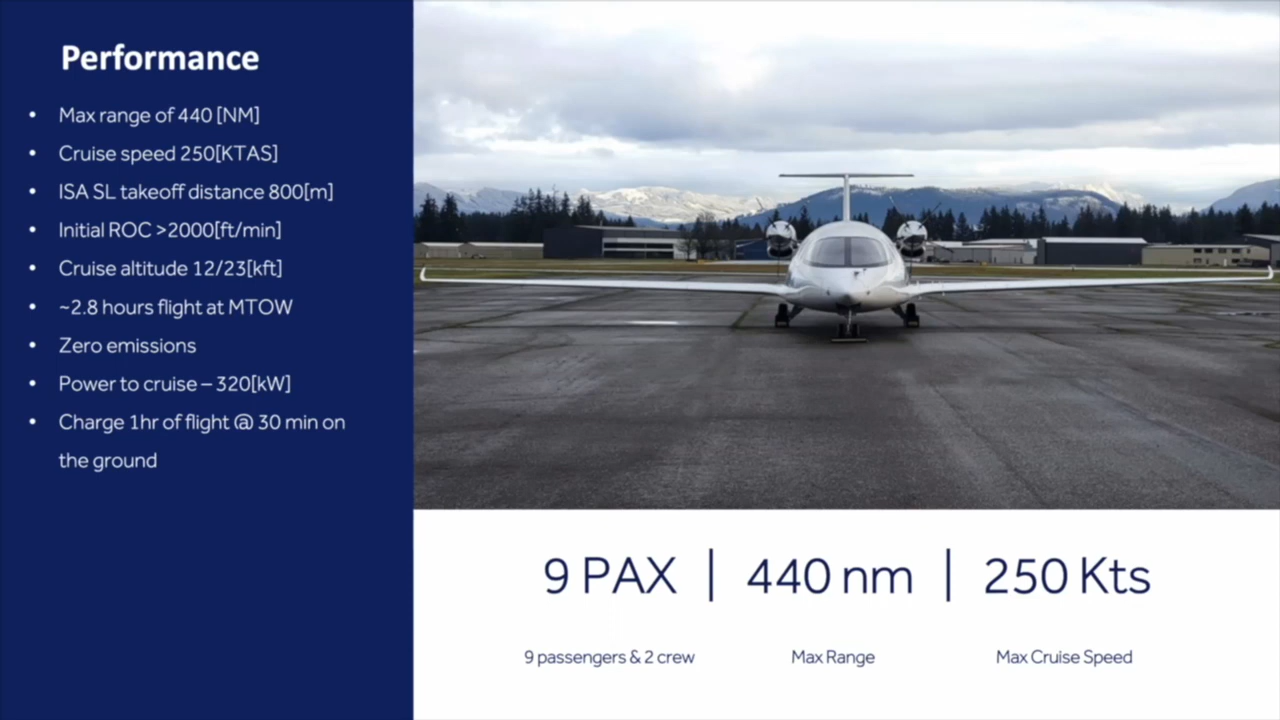 Performance
• Max range of 440 [NM]
• Cruise speed 250[KTAS]
• ISA SL takeoff distance 800[m]
• Initial ROC >2000[ft/min]
• Cruise altitude 12/23[kft]
• ~2.8 hours flight at MTOW
• Zero emissions
• Power to cruise – 320[kW]
• Charge 1hr of flight @ 30 min on
the ground
9 PAX | 440 nm | 250 Kts
9 passengers & 2 crew Max Range Max Cruise Speed